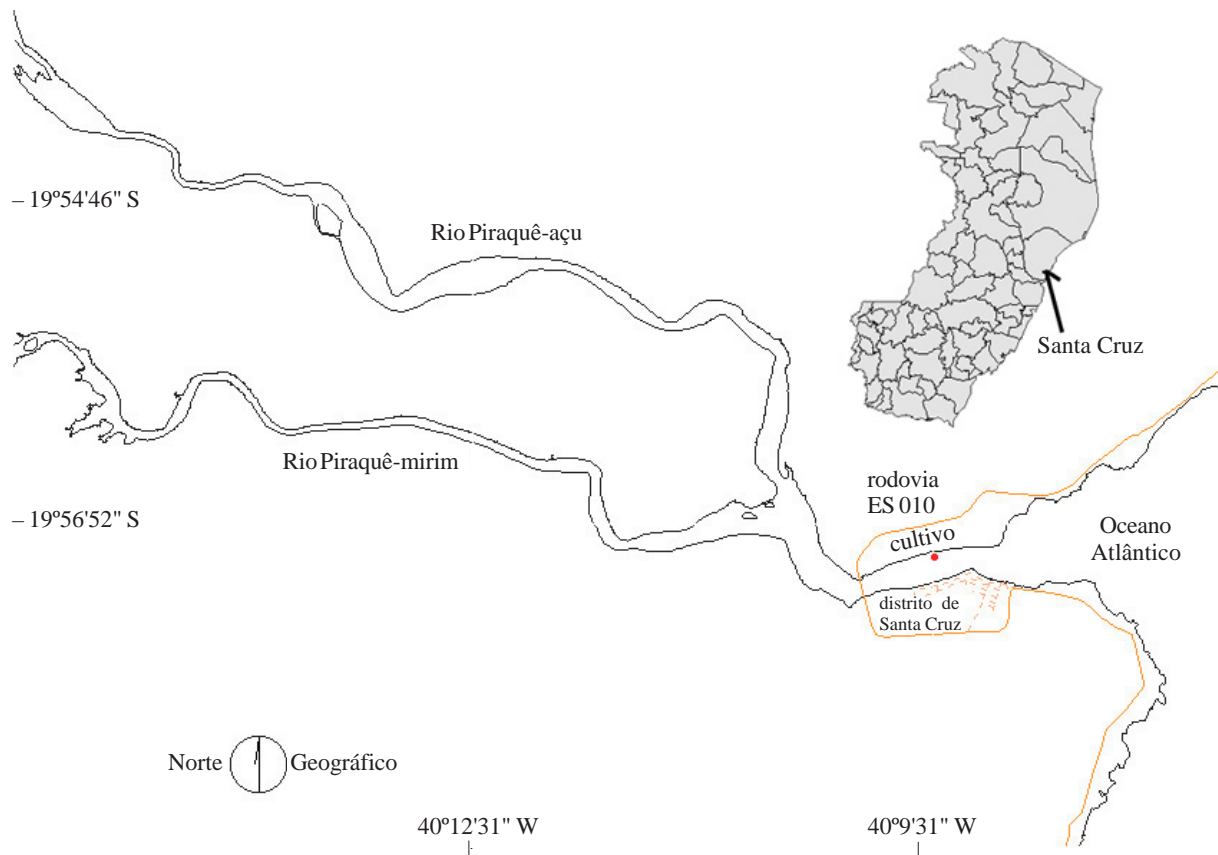 – 19º54'46" S
Rio Piraquê-açu
Santa Cruz
Rio Piraquê-mirim
– 19º56'52" S
rodovia
ES 010
cultivo
Oceano
Atlântico
distrito de
Santa Cruz
Norte Geográfico
40º12'31" W
40º9'31" W